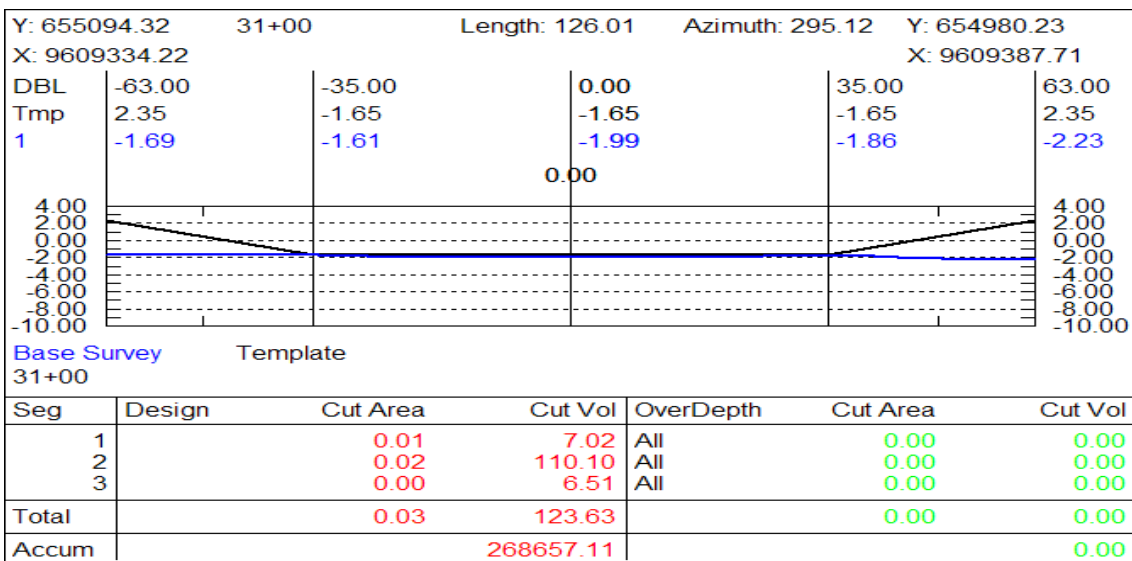 Y: 655094.32 31+00 Length: 126.01 Azimuth: 295.12 Y: 654980.23
X: 9609334.22 X: 9609387.71
DBL -63.00 -35.00 0.00 35.00 63.00
Tmp 2.35 -1.65 -1.65 -1.65 2.35
1 -1.69 -1.61 -1.99 -1.86 -2.23
0.00
4.00 4.00
2.00 2.00
0.00 0.00
-2.00 -2.00
-4.00 -4.00
-6.00 -6.00
-8.00 -8.00
-10.00 -10.00
Base Survey Template
31+00
Seg Design Cut Area Cut Vol OverDepth Cut Area Cut Vol
1 0.01 7.02 All 0.00 0.00
2 0.02 110.10 All 0.00 0.00
3 0.00 6.51 All 0.00 0.00
Total 0.03 123.63 0.00 0.00
Accum 268657.11 0.00